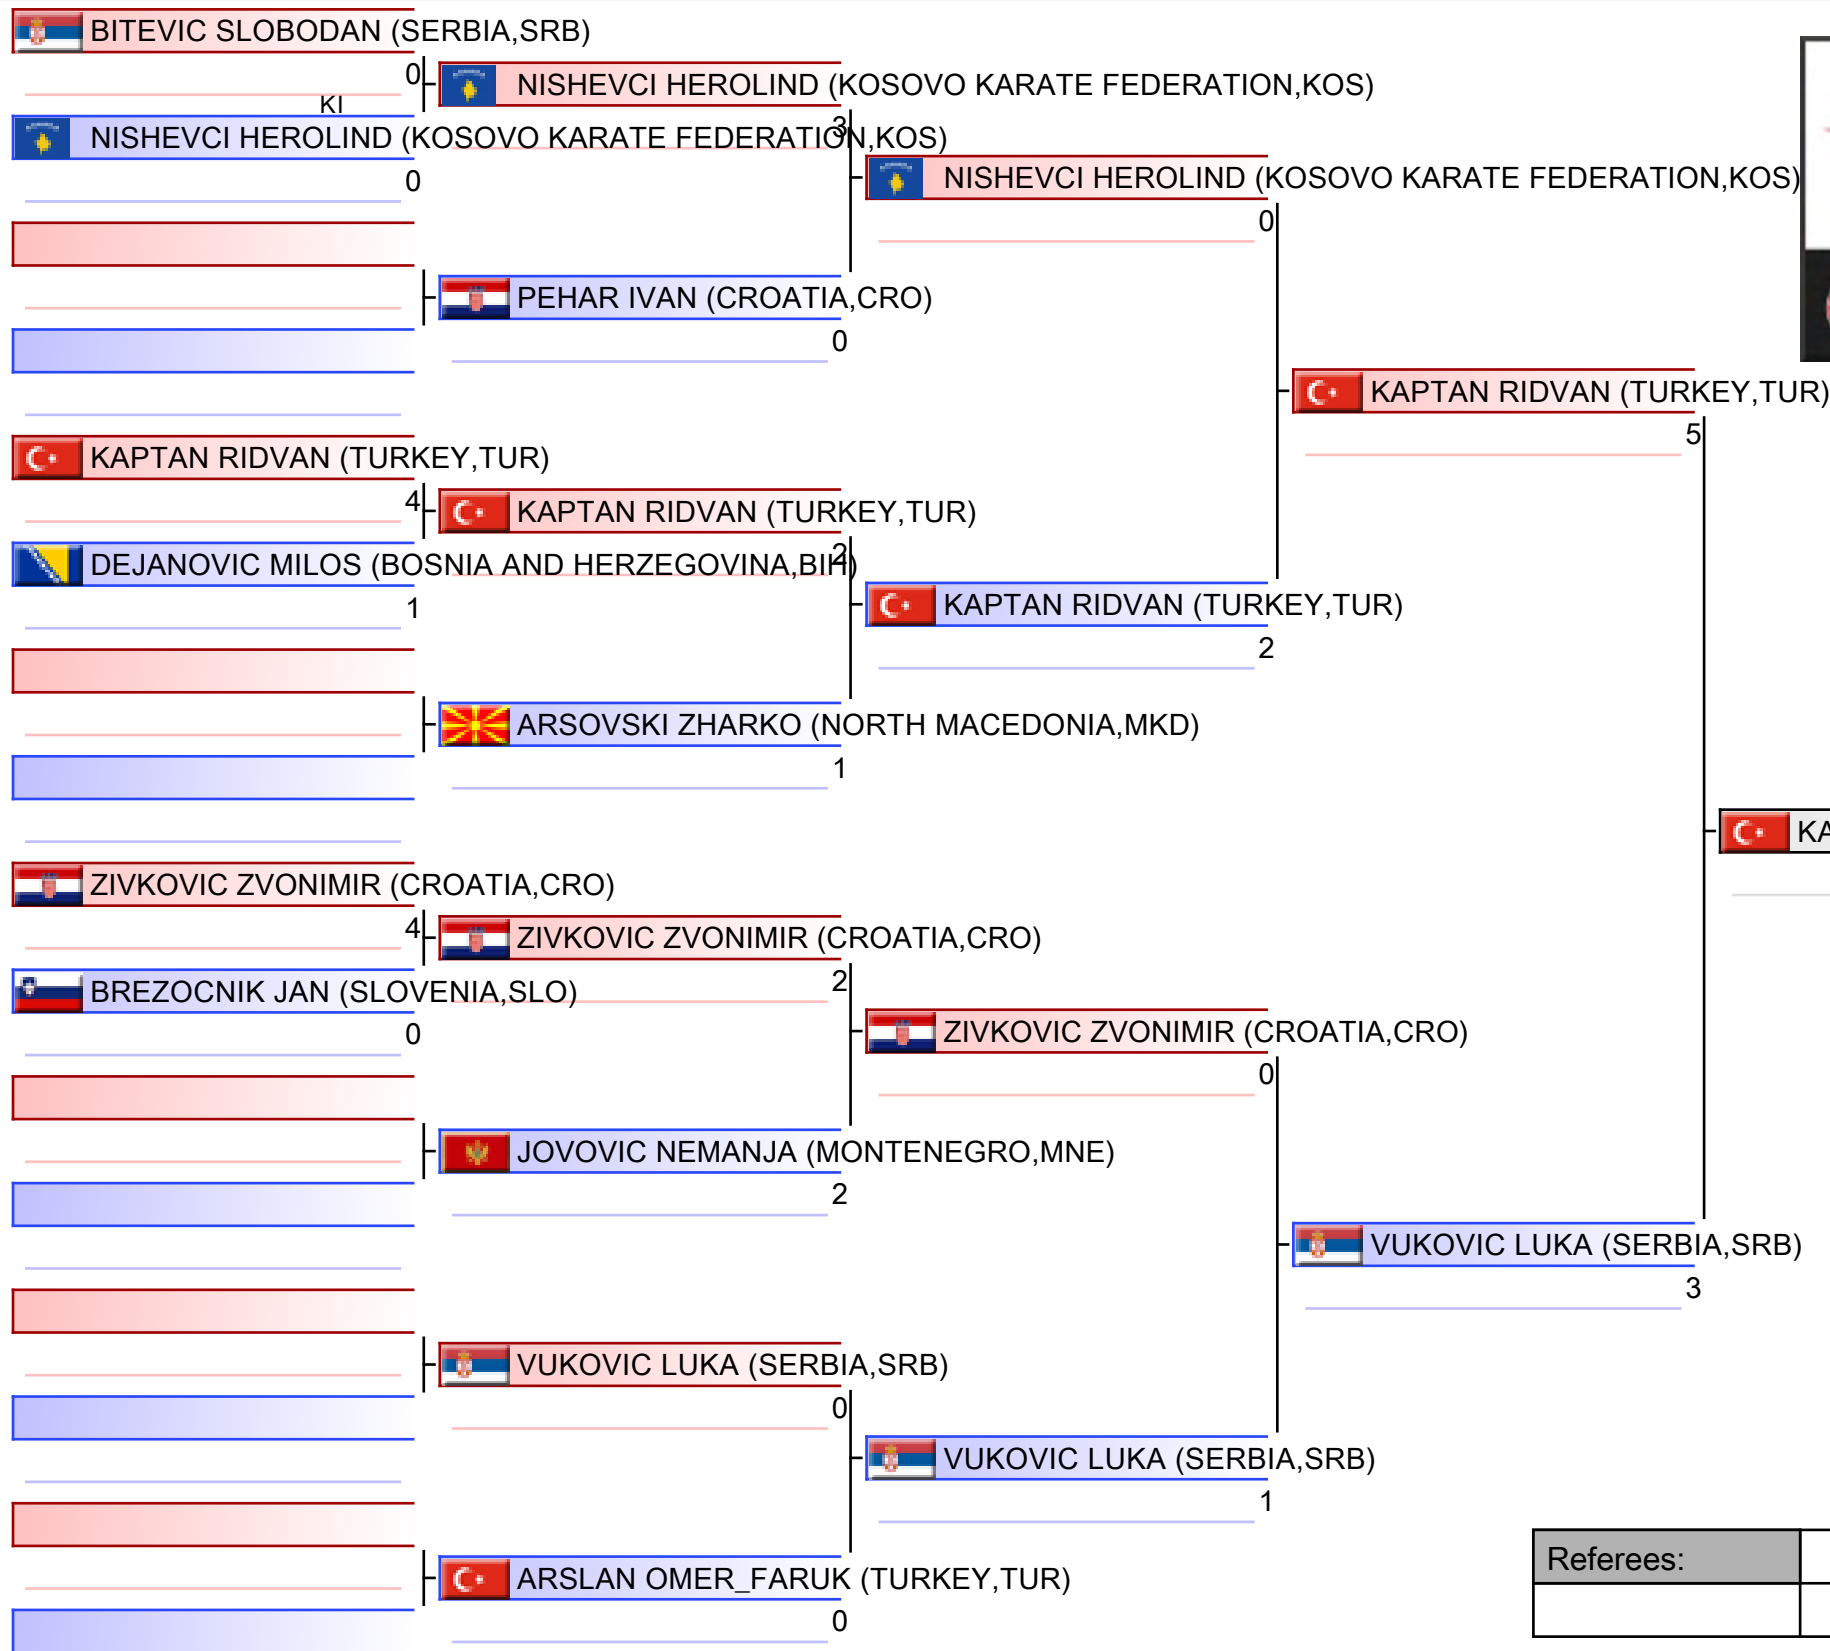 BITEVIC SLOBODAN (SERBIA,SRB)
0
KI
NISHEVCI HEROLIND (KOSOVO KARATE FEDERATION,KOS)
0
KAPTAN RIDVAN (TURKEY,TUR)
4
DEJANOVIC MILOS (BOSNIA AND HERZEGOVINA,BIH)
1
ZIVKOVIC ZVONIMIR (CROATIA,CRO)
4
BREZOCNIK JAN (SLOVENIA,SLO)
0
NISHEVCI HEROLIND (KOSOVO KARATE FEDERATION,KOS)
3
PEHAR IVAN (CROATIA,CRO)
0
KAPTAN RIDVAN (TURKEY,TUR)
2
ARSOVSKI ZHARKO (NORTH MACEDONIA,MKD)
1
ZIVKOVIC ZVONIMIR (CROATIA,CRO)
2
JOVOVIC NEMANJA (MONTENEGRO,MNE)
2
VUKOVIC LUKA (SERBIA,SRB)
0
ARSLAN OMER_FARUK (TURKEY,TUR)
0
NISHEVCI HEROLIND (KOSOVO KARATE FEDERATION,KOS)
0
KAPTAN RIDVAN (TURKEY,TUR)
2
ZIVKOVIC ZVONIMIR (CROATIA,CRO)
0
VUKOVIC LUKA (SERBIA,SRB)
1
KAPTAN RIDVAN (TURKEY,TUR)
5
VUKOVIC LUKA (SERBIA,SRB)
3
KA
Referees: